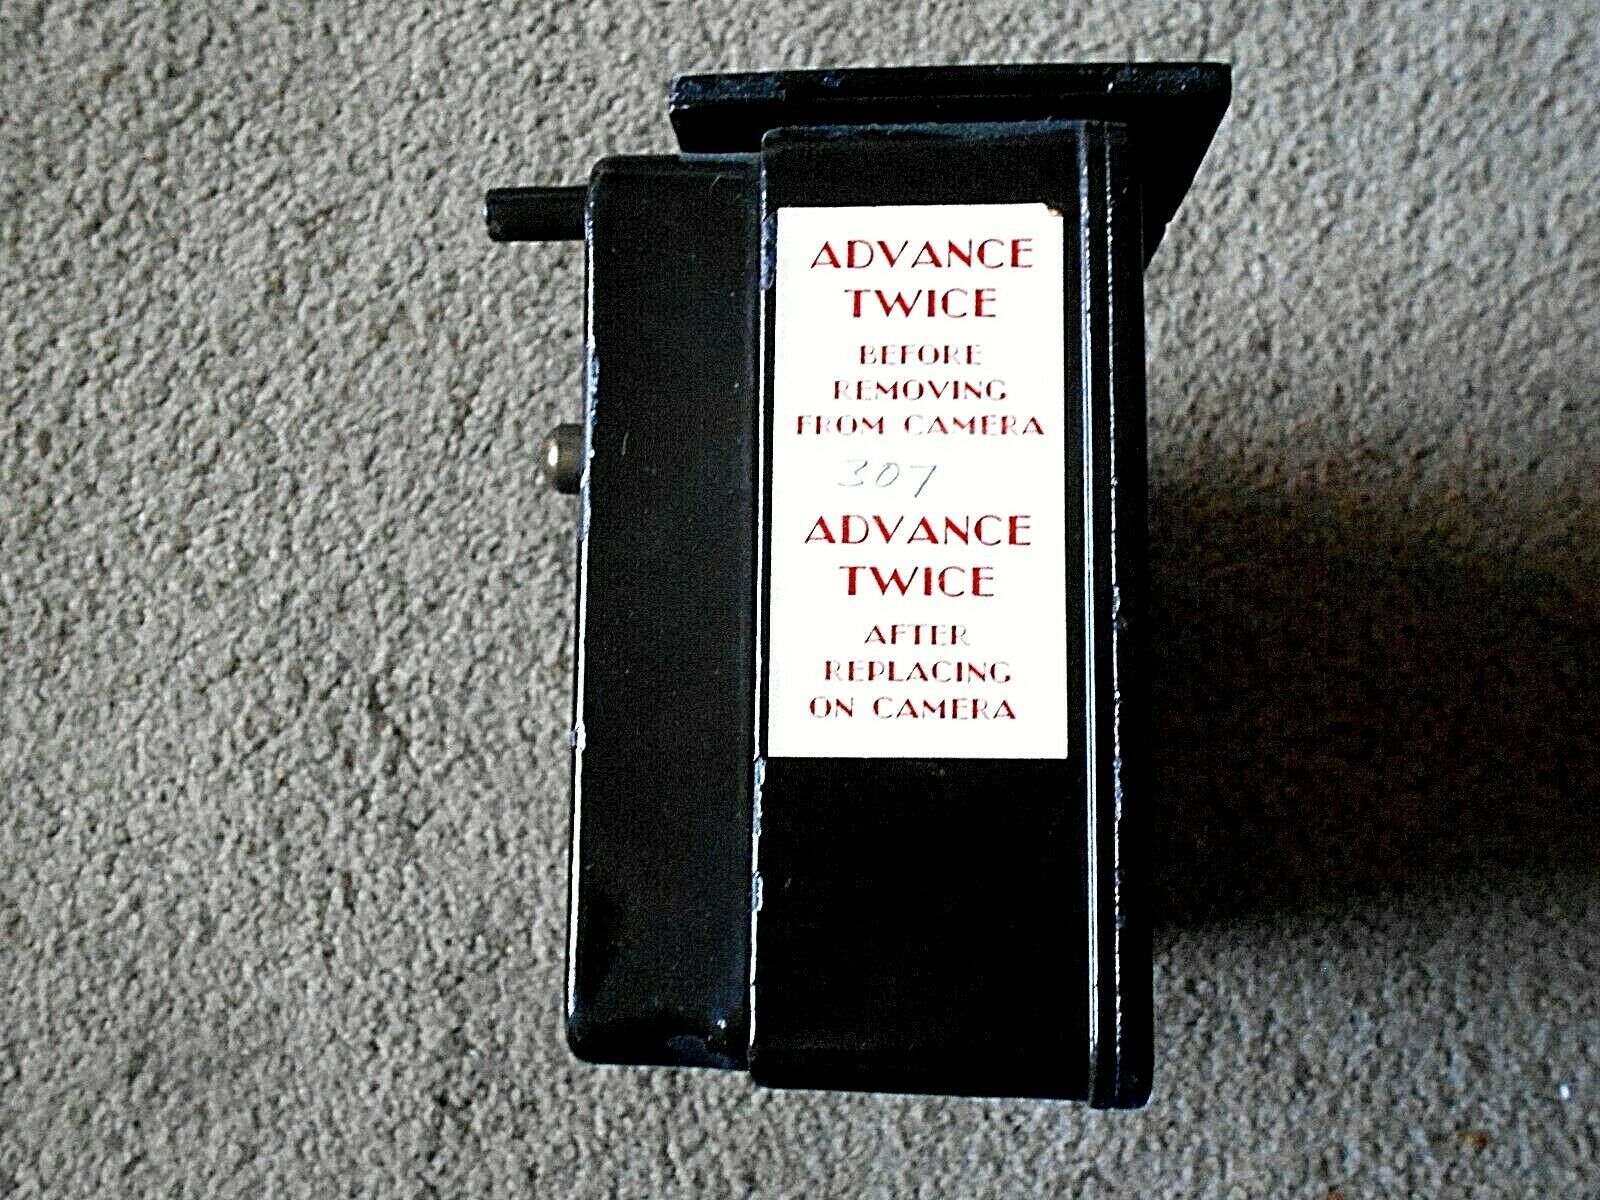 ADVANCE
TWICE
BEFORE
REMOVING
FROM CAMERA
307
ADVANCE
TWICE
AFTER
REPLACING
ON CAMERA